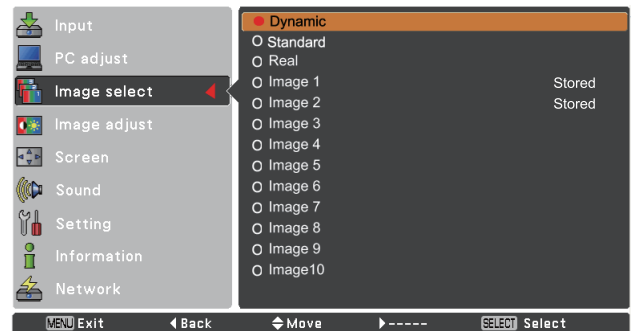 Input
PC adjust
Image select
Image adjust
Screen
Sound
Setting
Information
Network
Dynamic
Standard
Real
Image 1 Stored
Image 2 Stored
Image 3
Image 4
Image 5
Image 6
Image 7
Image 8
Image 9
Image10
MENU Exit Back Move ----- SELECT Select